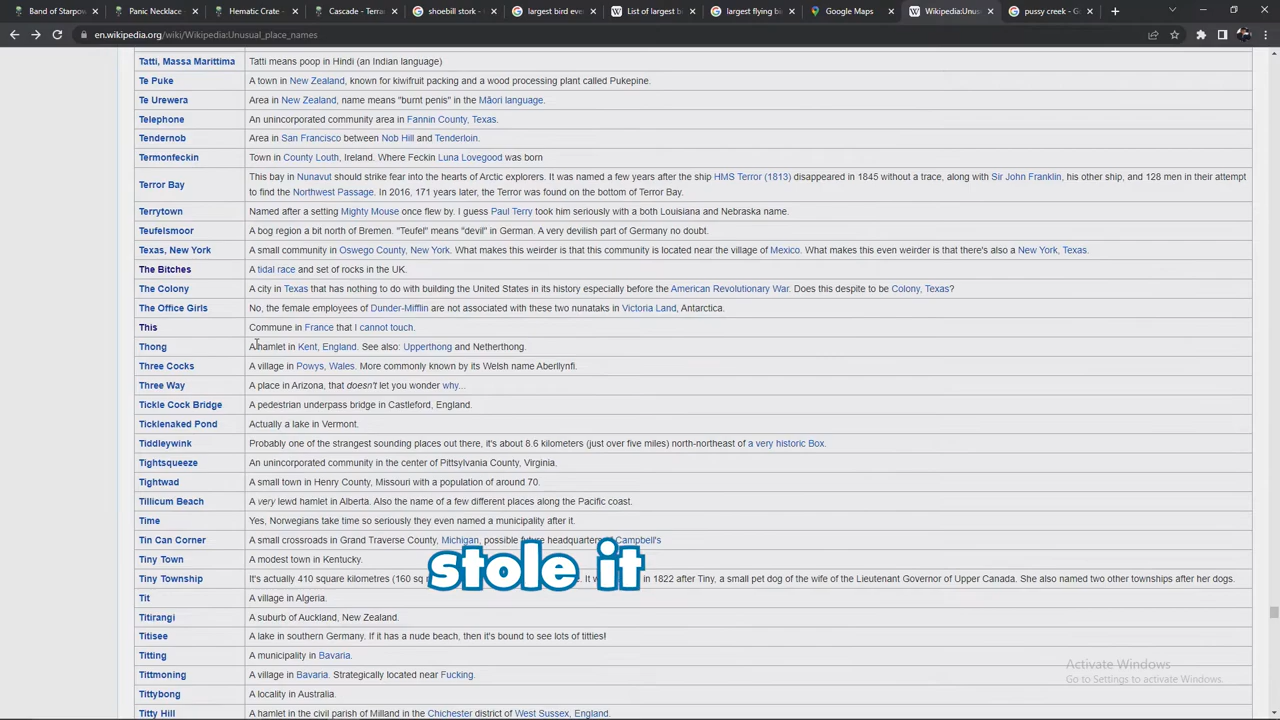 Band of Starpow
Panic Necklace -
Hematic Crate -
Cascade - Terra
shoebill stork -
largest bird eve
List of largest b
largest flying bi
Google Maps
Wikipedia:Unus
pussy creek - G
en.wikipedia.org/wiki/Wikipedia:Unusual_place_names
Tatti, Massa Marittima Tatti means poop in Hindi (an Indian language)
Te Puke A town in New Zealand, known for kiwifruit packing and a wood processing plant called Pukepine.
Te Urewera Area in New Zealand, name means "burnt penis" in the Māori language.
Telephone An unincorporated community area in Fannin County, Texas.
Tendernob Area in San Francisco between Nob Hill and Tenderloin.
Termonfeckin Town in County Louth, Ireland. Where Feckin Luna Lovegood was born
Terror Bay This bay in Nunavut should strike fear into the hearts of Arctic explorers. It was named a few years after the ship HMS Terror (1813) disappeared in 1845 without a trace, along with Sir John Franklin, his other ship, and 128 men in their attempt
to find the Northwest Passage. In 2016, 171 years later, the Terror was found on the bottom of Terror Bay.
Terrytown Named after a setting Mighty Mouse once flew by. I guess Paul Terry took him seriously with a both Louisiana and Nebraska name.
Teufelsmoor A bog region a bit north of Bremen. "Teufel" means "devil" in German. A very devilish part of Germany no doubt.
Texas, New York A small community in Oswego County, New York. What makes this weirder is that this community is located near the village of Mexico. What makes this even weirder is that there's also a New York, Texas.
The Bitches A tidal race and set of rocks in the UK.
The Colony A city in Texas that has nothing to do with building the United States in its history especially before the American Revolutionary War. Does this despite to be Colony, Texas?
The Office Girls No, the female employees of Dunder-Mifflin are not associated with these two nunataks in Victoria Land, Antarctica.
This Commune in France that I cannot touch.
Thong A hamlet in Kent, England. See also: Upperthong and Netherthong.
Three Cocks A village in Powys, Wales. More commonly known by its Welsh name Aberllynfi.
Three Way A place in Arizona, that doesn't let you wonder why...
Tickle Cock Bridge A pedestrian underpass bridge in Castleford, England.
Ticklenaked Pond Actually a lake in Vermont.
Tiddleywink Probably one of the strangest sounding places out there, it's about 8.6 kilometers (just over five miles) north-northeast of a very historic Box.
Tightsqueeze An unincorporated community in the center of Pittsylvania County, Virginia.
Tightwad A small town in Henry County, Missouri with a population of around 70.
Tillicum Beach A very lewd hamlet in Alberta. Also the name of a few different places along the Pacific coast.
Time Yes, Norwegians take time so seriously they even named a municipality after it.
Tin Can Corner A small crossroads in Grand Traverse County, Michigan, possible future headquarters of Campbell's
Tiny Town A modest town in Kentucky.
stole it
Tiny Township It's actually 410 square kilometres (160 sq in 1822 after Tiny, a small pet dog of the wife of the Lieutenant Governor of Upper Canada. She also named two other townships after her dogs.
Tit A village in Algeria.
Titirangi A suburb of Auckland, New Zealand.
Titisee A lake in southern Germany. If it has a nude beach, then it's bound to see lots of titties!
Titting A municipality in Bavaria.
Tittmoning A village in Bavaria. Strategically located near Fucking.
Tittybong A locality in Australia.
Titty Hill A hamlet in the civil parish of Milland in the Chichester district of West Sussex, England.
Activate Windows
Go to Settings to activate Windows.